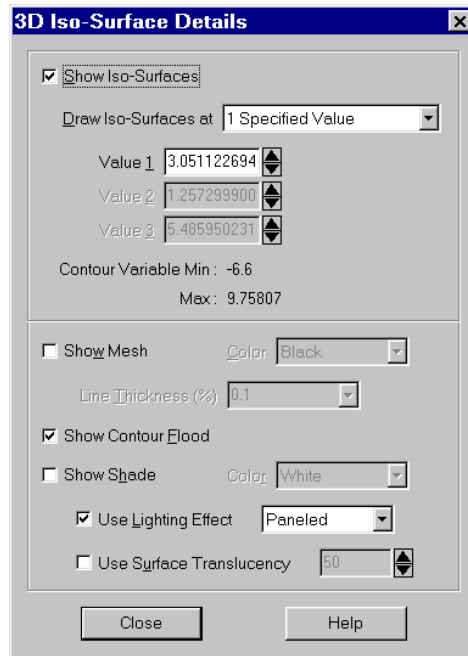 3D Iso-Surface Details
Show Iso-Surfaces
Draw Iso-Surfaces at 1 Specified Value
Value 1 3.051122694
Value 2 1.257299900
Value 3 5.485950231
Contour Variable Min : -6.6
Max : 9.75807
Show Mesh Color Black
Line Thickness (%) 0.1
Show Contour Flood
Show Shade Color White
Use Lighting Effect Paneled
Use Surface Translucency 50
Close Help